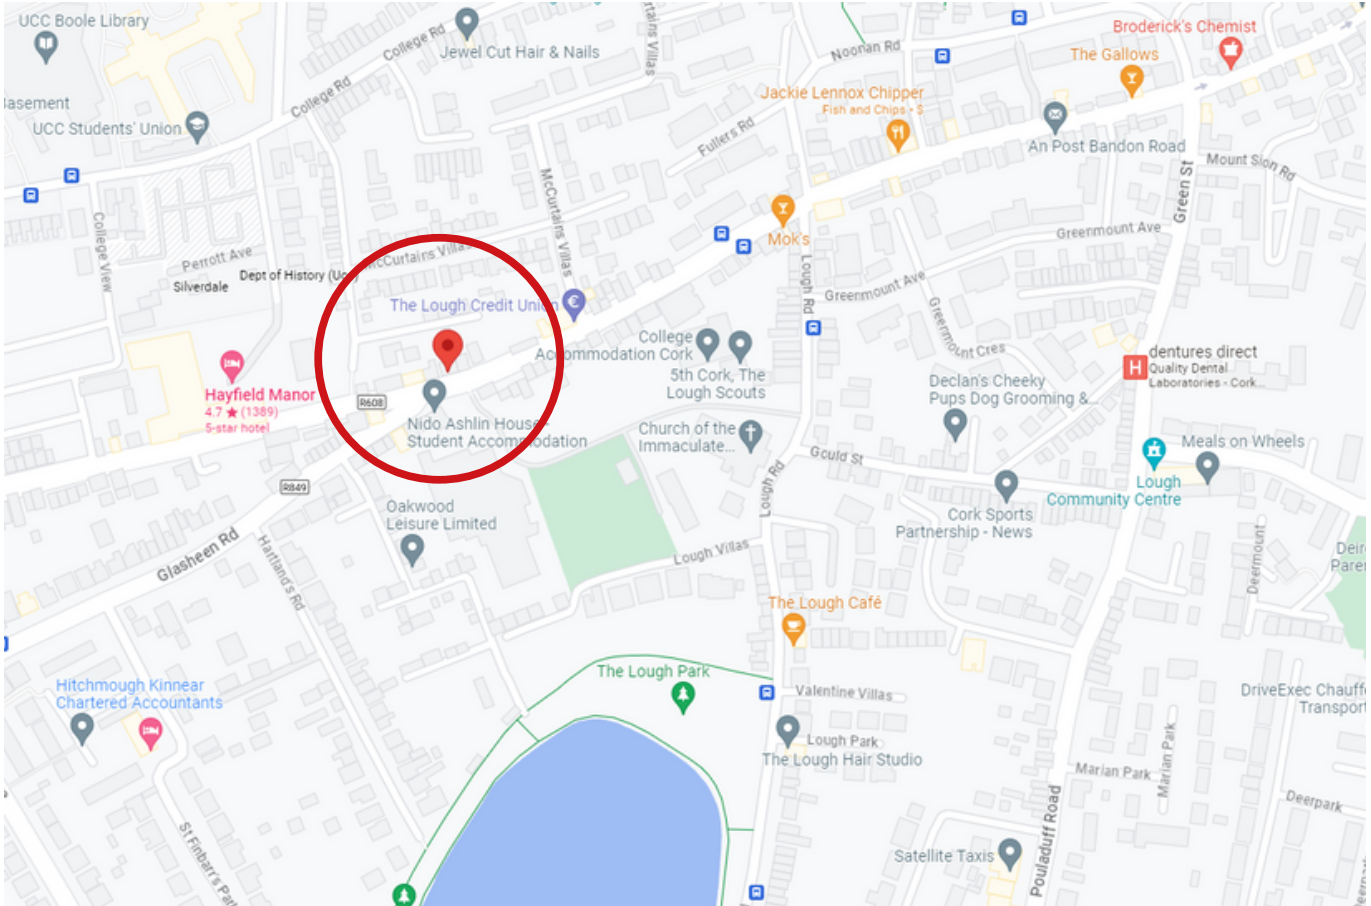 UCC Boole Library
College Rd
Jewel Cut Hair & Nails
Noonan Rd
Broderick's Chemist
The Gallows
College Rd
Jackie Lennox Chipper
Fish and Chips • $
Basement
UCC Students' Union
Fullers Rd
An Post Bandon Road
Mount Sion Rd
Green St
McCurtains Villas
College View
Perrott Ave
McCurtains Villas
Mok's
Greenmount Ave
Dept of History (Ucc)
Silverdale
Lough Rd
Greenmount Ave
The Lough Credit Union
College
Accommodation Cork
5th Cork, The
Lough Scouts
Greenmount Cres
dentures direct
Quality Dental
Laboratories - Cork...
Hayfield Manor
4.7 ★ (1389)
5-star hotel
R608
Declan's Cheeky
Pups Dog Grooming &...
Nido Ashlin House -
Student Accommodation
Church of the
Immaculate...
Meals on Wheels
Gould St
Lough
Community Centre
R849
Lough Rd
Oakwood
Leisure Limited
Cork Sports
Partnership - News
Glasheen Rd
Hartland's Rd
Lough Villas
Deermount
The Lough Café
The Lough Park
Hitchmough Kinnear
Chartered Accountants
Valentine Villas
Lough Park
The Lough Hair Studio
DriveExec Chauffe
Transport
Marian Park
Marian Park
Deerpark
Pouladuff Road
St Finbarr's Park
Satellite Taxis